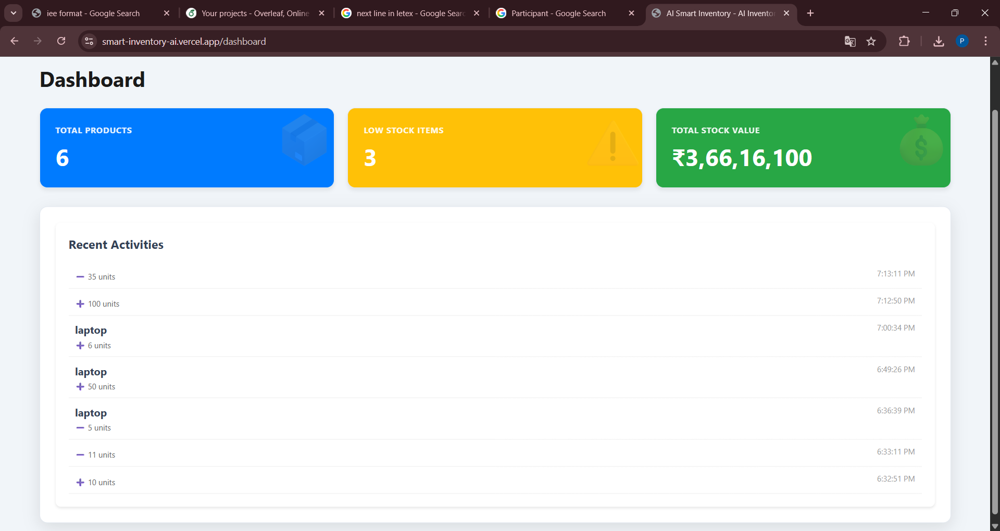 iee format - Google Search
Your projects - Overleaf, Online
next line in letex - Google Searc
Participant - Google Search
AI Smart Inventory - AI Invento
smart-inventory-ai.vercel.app/dashboard
P
Dashboard
TOTAL PRODUCTS
6
LOW STOCK ITEMS
3
TOTAL STOCK VALUE
₹3,66,16,100
Recent Activities
− 35 units 7:13:11 PM
+ 100 units 7:12:50 PM
laptop 7:00:34 PM
+ 6 units
laptop 6:49:26 PM
+ 50 units
laptop 6:36:39 PM
− 5 units
− 11 units 6:33:11 PM
+ 10 units 6:32:51 PM